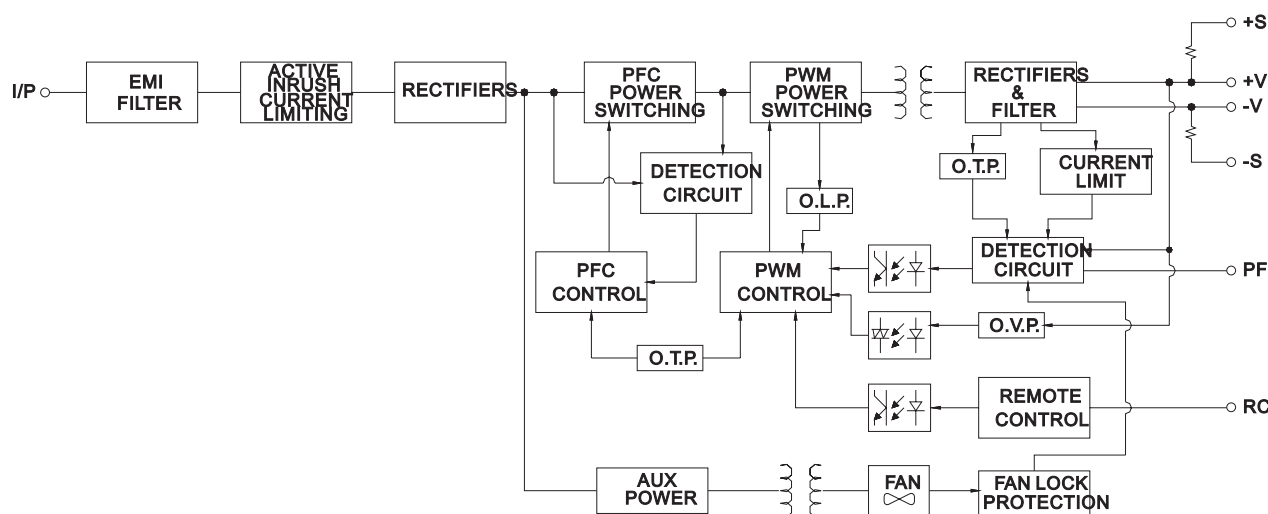 +S
I/P
EMI
FILTER
ACTIVE
INRUSH
CURRENT
LIMITING
RECTIFIERS
PFC
POWER
SWITCHING
PWM
POWER
SWITCHING
RECTIFIERS
&
FILTER
+V
-V
-S
DETECTION
CIRCUIT
O.L.P.
O.T.P.
CURRENT
LIMIT
PFC
CONTROL
PWM
CONTROL
DETECTION
CIRCUIT
PF
O.T.P.
O.V.P.
REMOTE
CONTROL
RC
AUX
POWER
FAN
FAN LOCK
PROTECTION